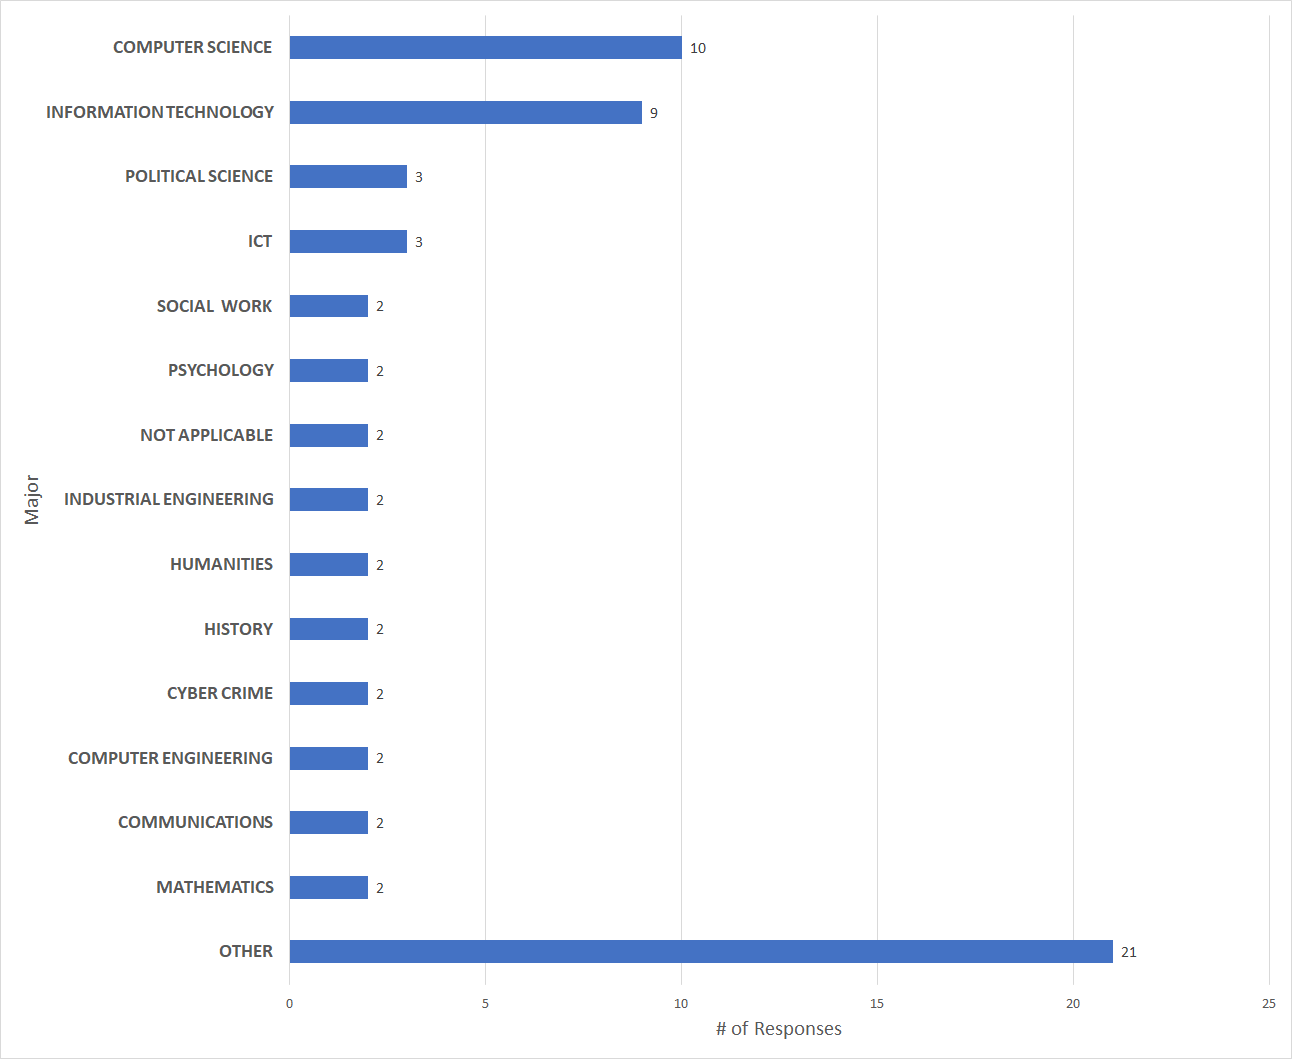 COMPUTER SCIENCE 10
INFORMATION TECHNOLOGY 9
POLITICAL SCIENCE 3
ICT 3
SOCIAL WORK 2
PSYCHOLOGY 2
NOT APPLICABLE 2
INDUSTRIAL ENGINEERING 2
HUMANITIES 2
HISTORY 2
CYBER CRIME 2
COMPUTER ENGINEERING 2
COMMUNICATIONS 2
MATHEMATICS 2
OTHER 21
Major
0 5 10 15 20 25
# of Responses